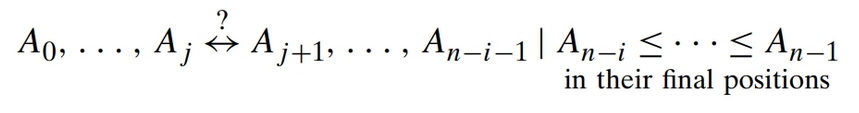 ?
A₀, . . . , Aⱼ ↔ Aⱼ₊₁, . . . , Aₙ₋ᵢ₋₁ | Aₙ₋ᵢ ≤ · · · ≤ Aₙ₋₁
in their final positions